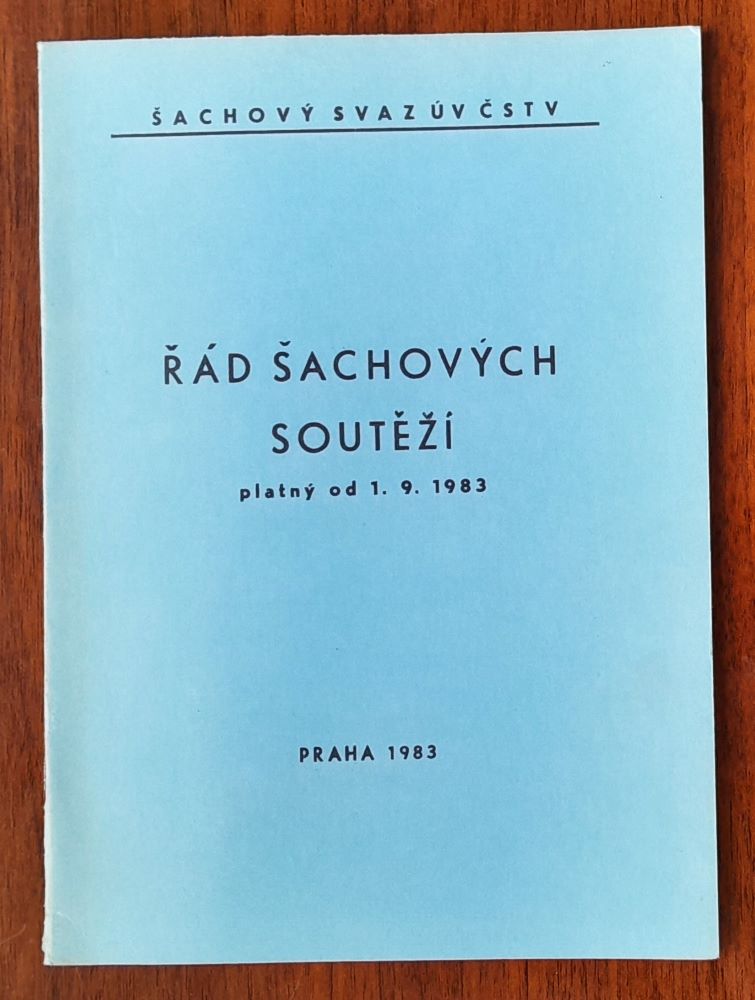 ŠACHOVÝ SVAZ ÚV ČSTV
ŘÁD ŠACHOVÝCH
SOUTĚŽÍ
platný od 1. 9. 1983
PRAHA 1983